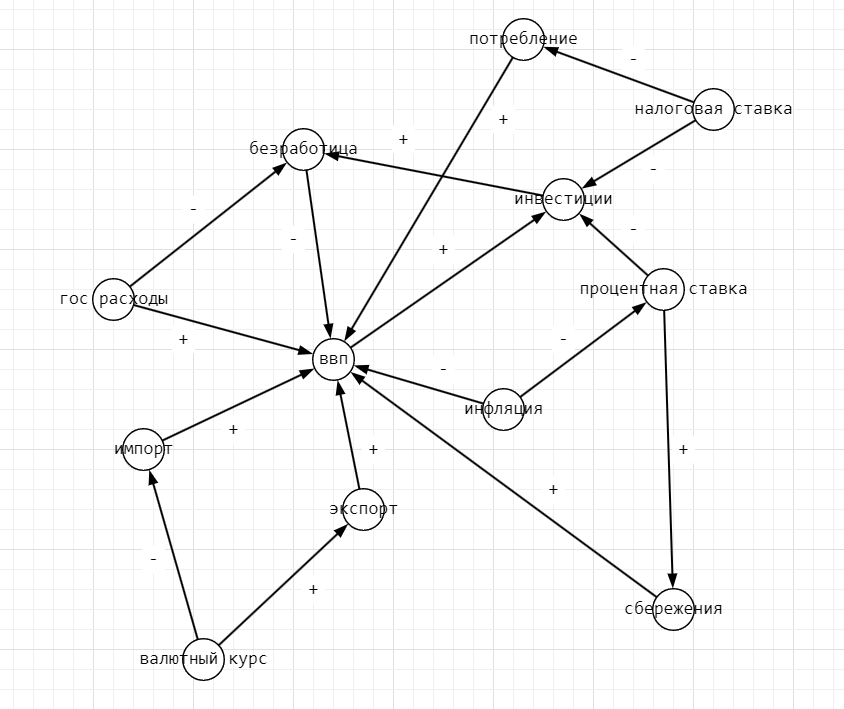 потребление
-
налоговая ставка
+
+
безработица
-
инвестиции
-
-
-
+
процентная ставка
гос расходы
+
-
ввп
-
инфляция
+
импорт
+
+
+
экспорт
-
+
сбережения
валютный курс